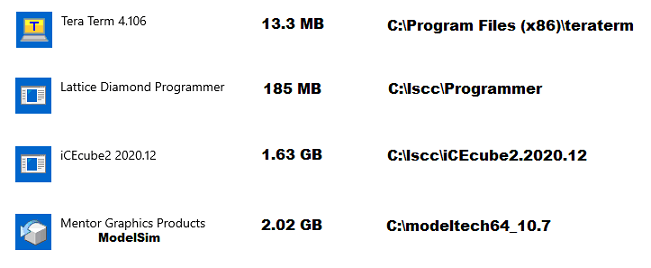 T
Tera Term 4.106 13.3 MB C:\Program Files (x86)\teraterm
Lattice Diamond Programmer 185 MB C:\lscc\Programmer
iCEcube2 2020.12 1.63 GB C:\lscc\iCEcube2.2020.12
Mentor Graphics Products 2.02 GB C:\modeltech64_10.7
ModelSim